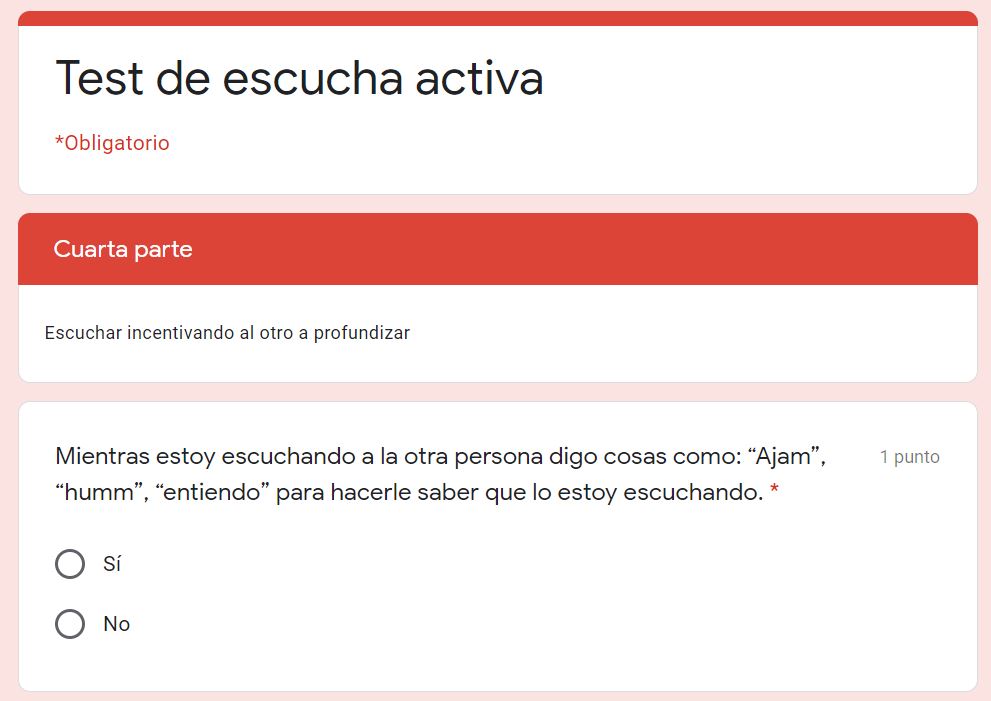 Test de escucha activa
*Obligatorio
Cuarta parte
Escuchar incentivando al otro a profundizar
Mientras estoy escuchando a la otra persona digo cosas como: “Ajam”,
1 punto
“humm”, “entiendo” para hacerle saber que lo estoy escuchando. *
Sí
No